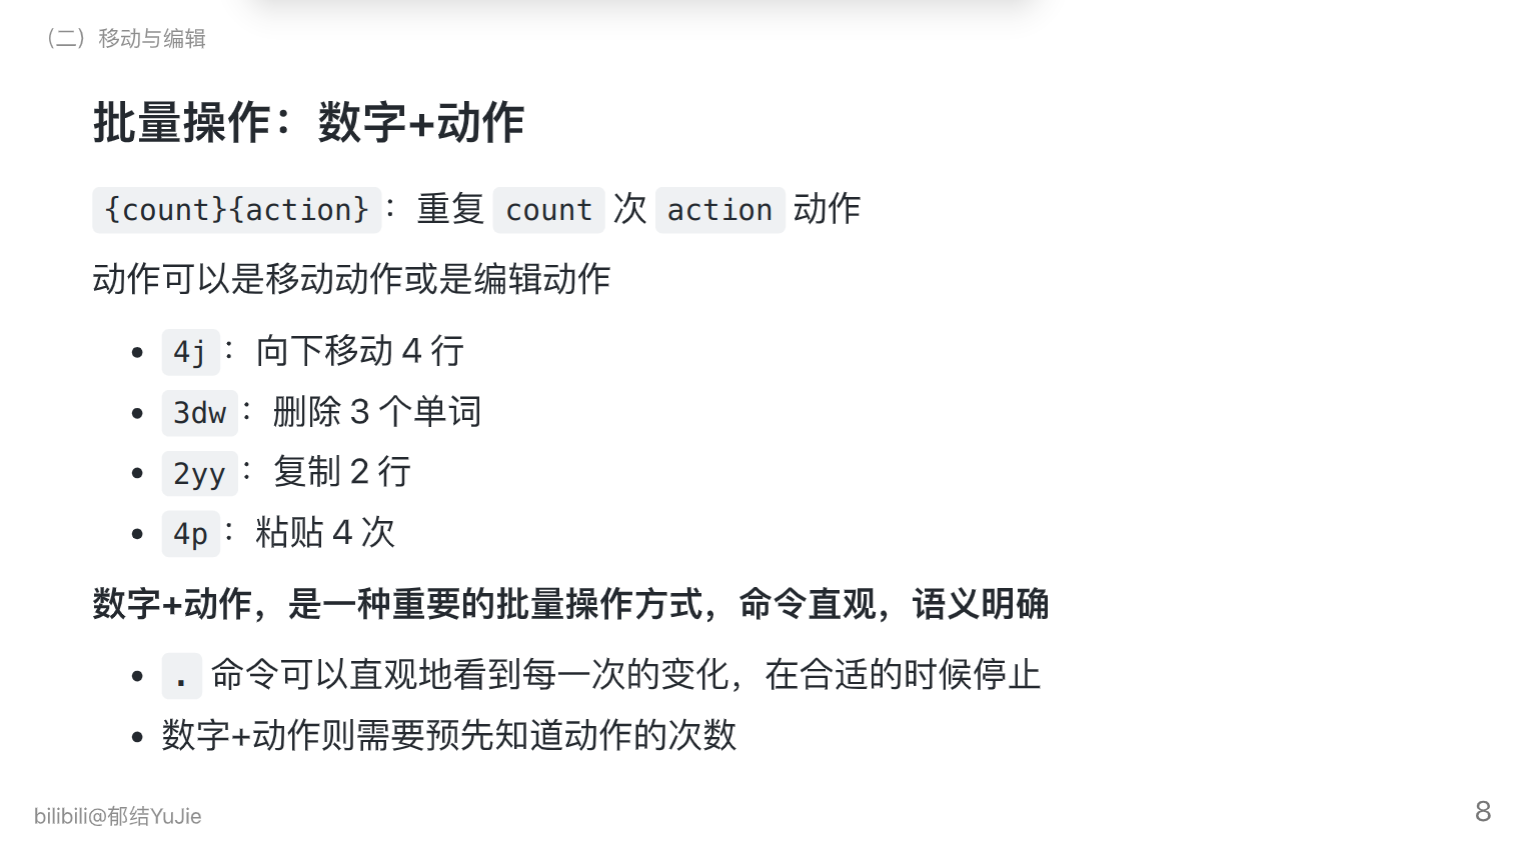 （二）移动与编辑
批量操作：数字+动作
{count}{action}：重复 count 次 action 动作
动作可以是移动动作或是编辑动作
• 4j：向下移动 4 行
• 3dw：删除 3 个单词
• 2yy：复制 2 行
• 4p：粘贴 4 次
数字+动作，是一种重要的批量操作方式，命令直观，语义明确
• . 命令可以直观地看到每一次的变化，在合适的时候停止
• 数字+动作则需要预先知道动作的次数
bilibili@郁结YuJie
8